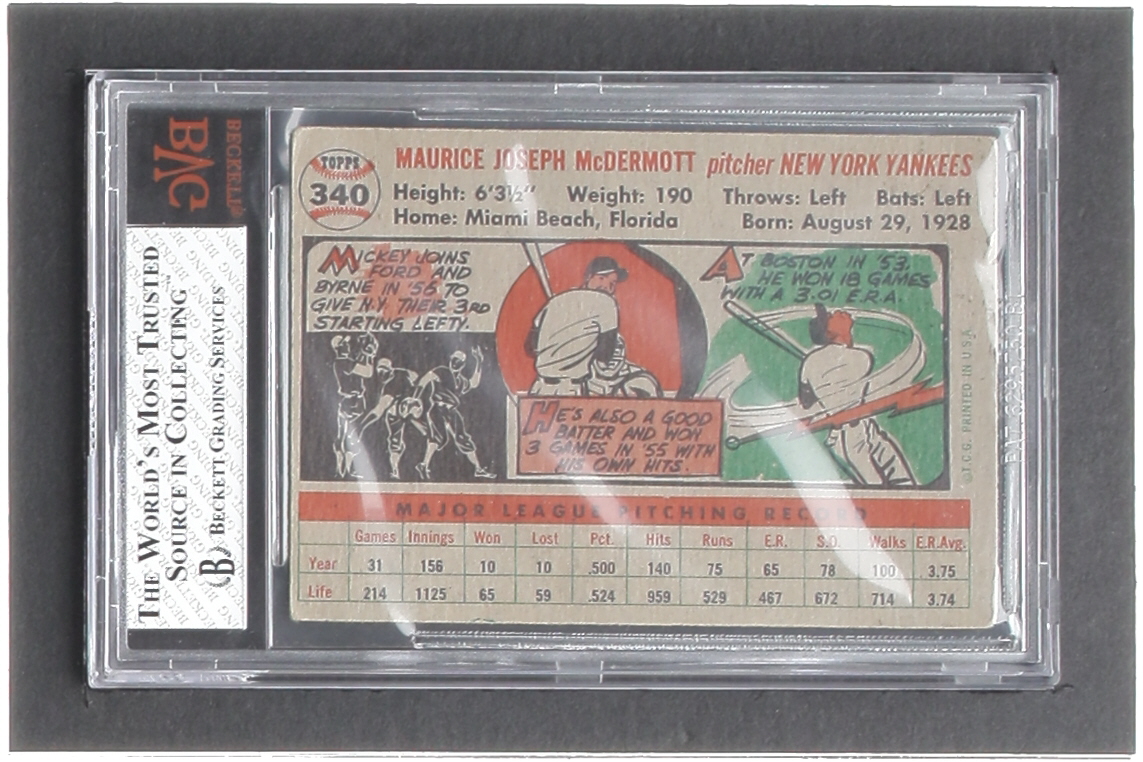 BVG
BECKETT
THE WORLD'S MOST TRUSTED
SOURCE IN COLLECTING™
B BECKETT GRADING SERVICES
TOPPS
340
MAURICE JOSEPH McDERMOTT pitcher NEW YORK YANKEES
Height: 6'3½" Weight: 190 Throws: Left Bats: Left
Home: Miami Beach, Florida Born: August 29, 1928
MICKEY JOINS
FORD AND
BYRNE IN '56 TO
GIVE N.Y. THEIR 3RD
STARTING LEFTY.
HE'S ALSO A GOOD
BATTER AND WON
3 GAMES IN '55 WITH
HIS OWN HITS.
AT BOSTON IN '53,
HE WON 18 GAMES
WITH A 3.01 E.R.A.
©T.C.G. PRINTED IN U.S.A.
MAJOR LEAGUE PITCHING RECORD
Games Innings Won Lost Pct. Hits Runs E.R. S.O. Walks E.R.Avg.
Year 31 156 10 10 .500 140 75 65 78 100 3.75
Life 214 1125 65 59 .524 959 529 467 672 714 3.74